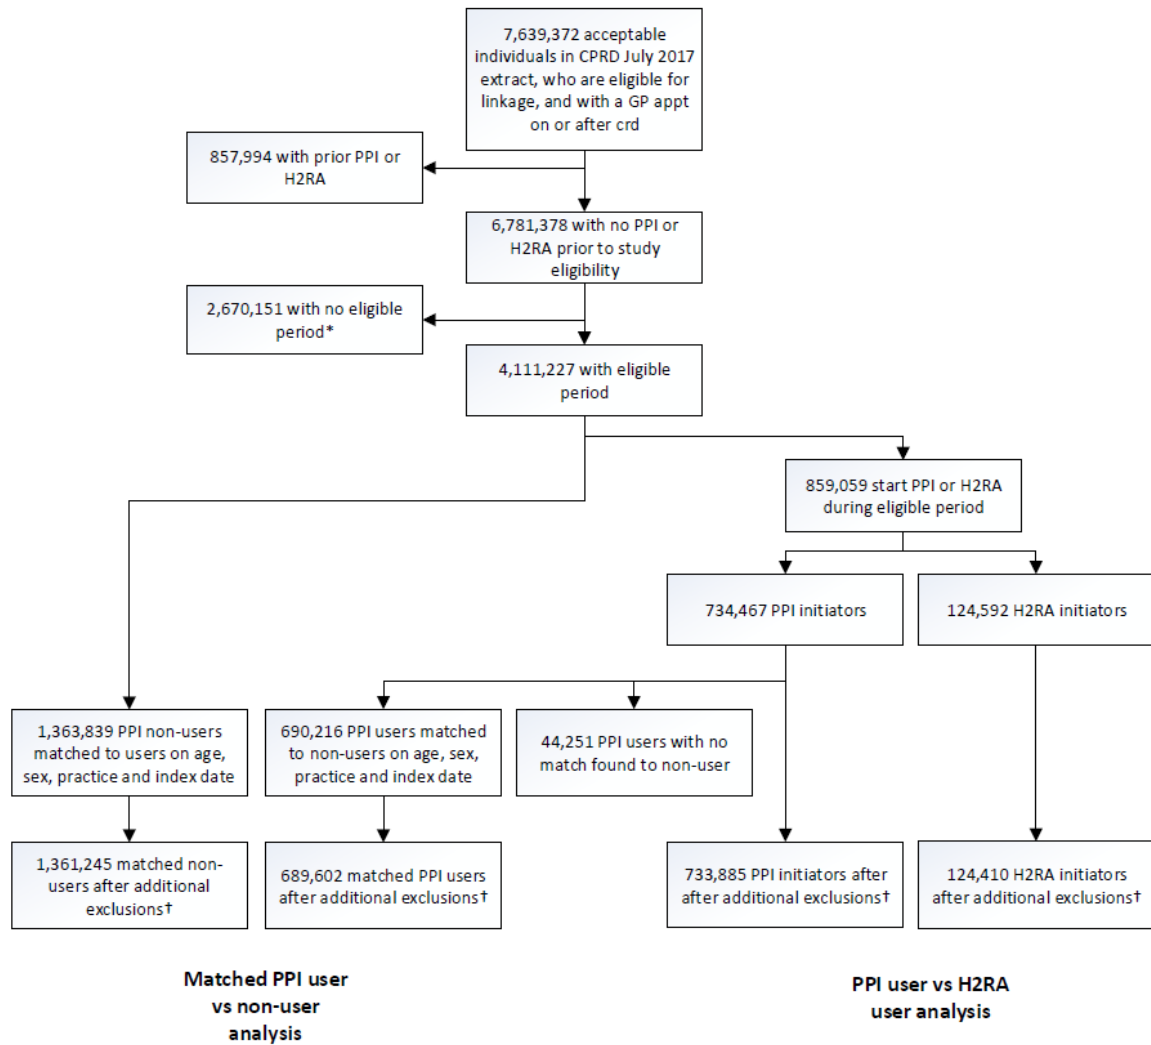 7,639,372 acceptable
individuals in CPRD July 2017
extract, who are eligible for
linkage, and with a GP appt
on or after crd
857,994 with prior PPI or
H2RA
6,781,378 with no PPI or
H2RA prior to study
eligibility
2,670,151 with no eligible
period*
4,111,227 with eligible
period
859,059 start PPI or H2RA
during eligible period
734,467 PPI initiators
124,592 H2RA initiators
1,363,839 PPI non-users
matched to users on age,
sex, practice and index date
690,216 PPI users matched
to non-users on age, sex,
practice and index date
44,251 PPI users with no
match found to non-user
1,361,245 matched non-
users after additional
exclusions†
689,602 matched PPI users
after additional exclusions†
733,885 PPI initiators after
after additional exclusions†
124,410 H2RA initiators
after additional exclusions†
Matched PPI user
vs non-user
analysis
PPI user vs H2RA
user analysis